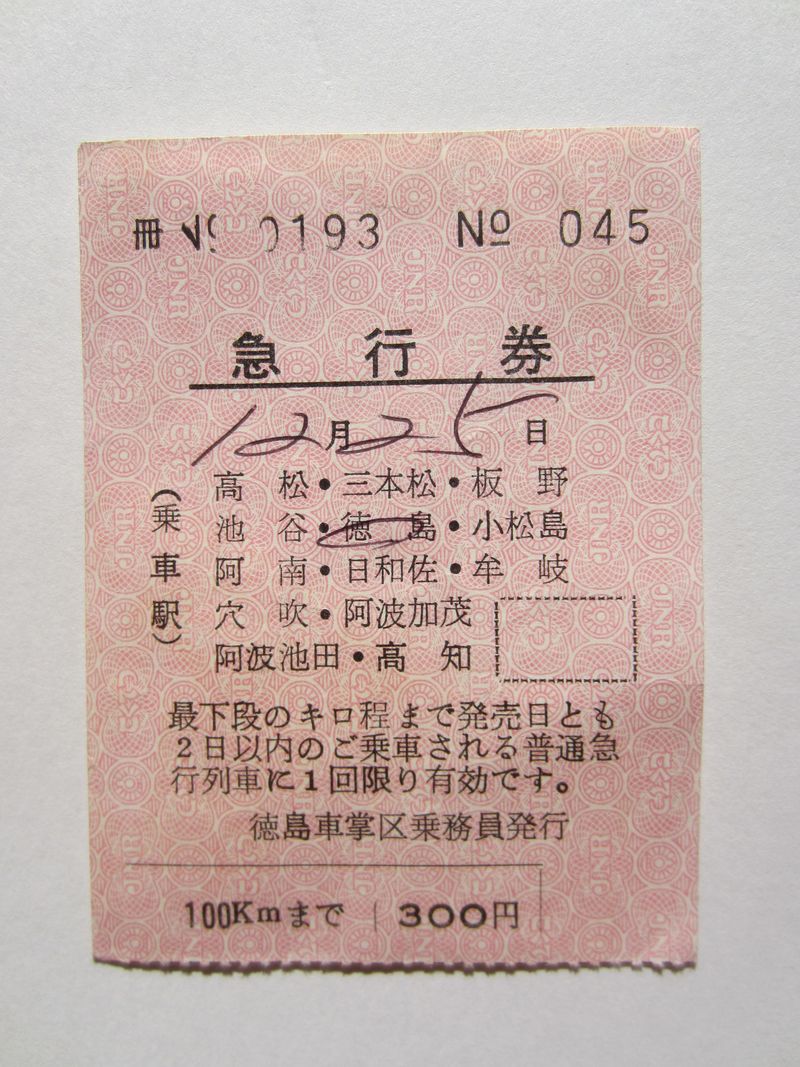 冊 № 0193 № 045
急行券
12月25日
(乗車駅)
高松・三本松・板野
池谷・徳島・小松島
阿南・日和佐・牟岐
穴吹・阿波加茂
阿波池田・高知
最下段のキロ程まで発売日とも
2日以内のご乗車される普通急
行列車に1回限り有効です。
徳島車掌区乗務員発行
100Kmまで 300円